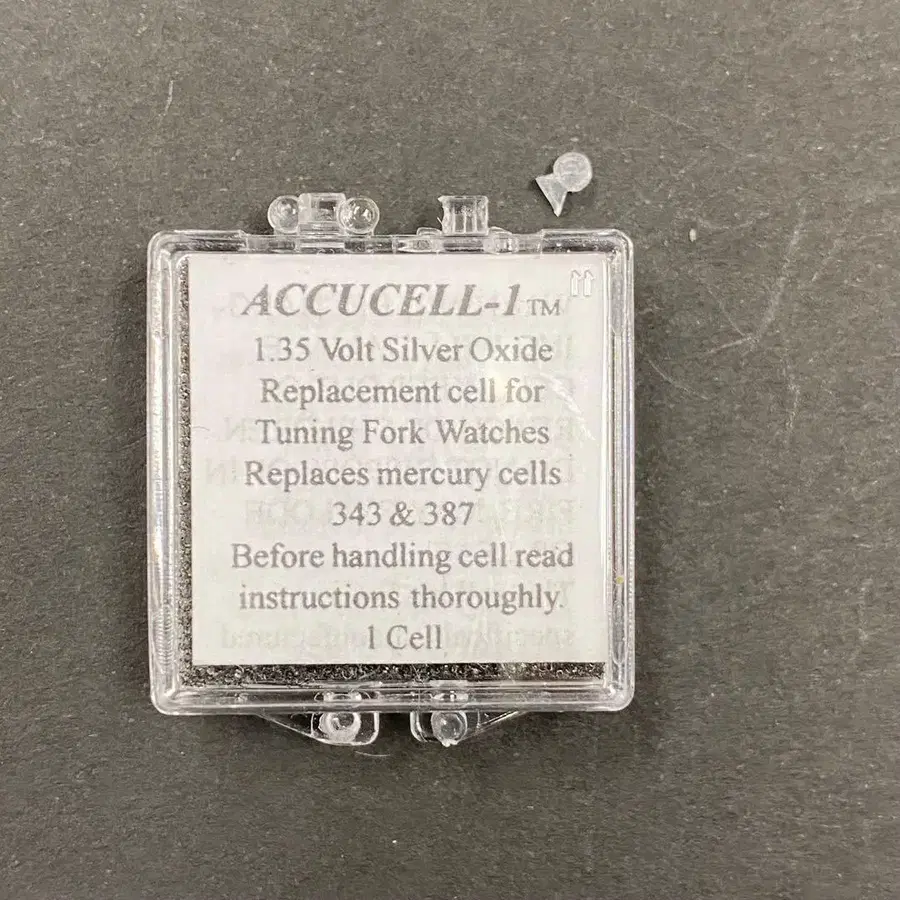 ACCUCELL-1™
1.35 Volt Silver Oxide
Replacement cell for
Tuning Fork Watches
Replaces mercury cells
343 & 387
Before handling cell read
instructions thoroughly.
1 Cell